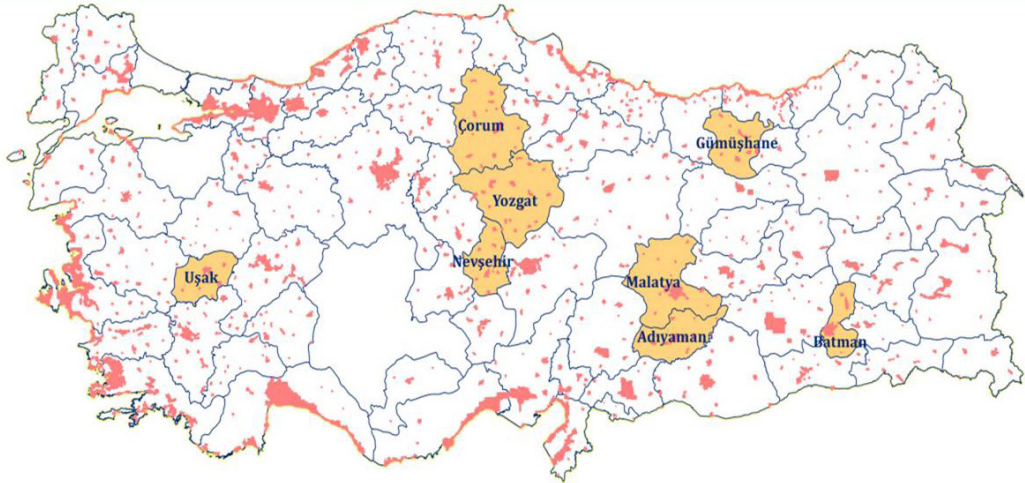 Çorum
Gümüşhane
Yozgat
Nevşehir
Uşak
Malatya
Adıyaman
Batman